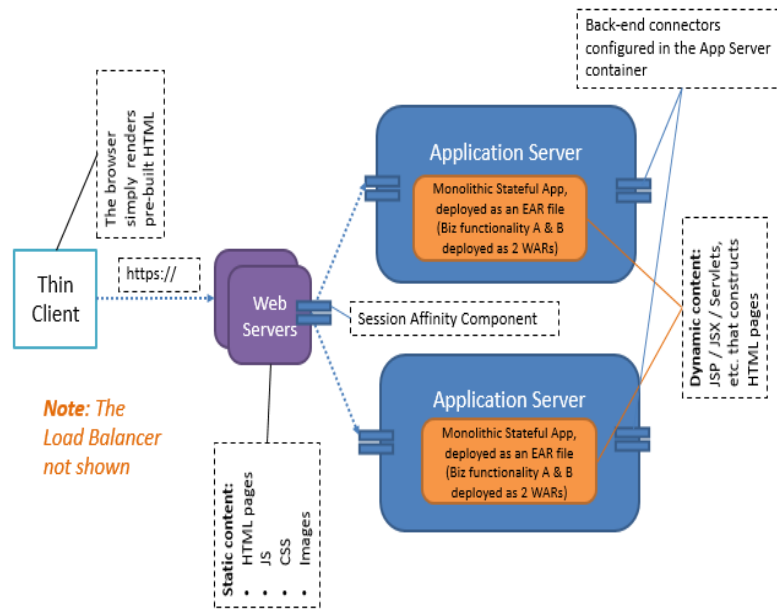 Back-end connectors
configured in the App Server
container
The browser
simply renders
pre-built HTML
Application Server
Monolithic Stateful App,
deployed as an EAR file
(Biz functionality A & B
deployed as 2 WARs)
Thin
Client
https://
Web
Servers
Session Affinity Component
Dynamic content:
JSP / JSX / Servlets,
etc. that constructs
HTML pages
Note: The
Load Balancer
not shown
Application Server
Monolithic Stateful App,
deployed as an EAR file
(Biz functionality A & B
deployed as 2 WARs)
Static content:
• HTML pages
• JS
• CSS
• Images